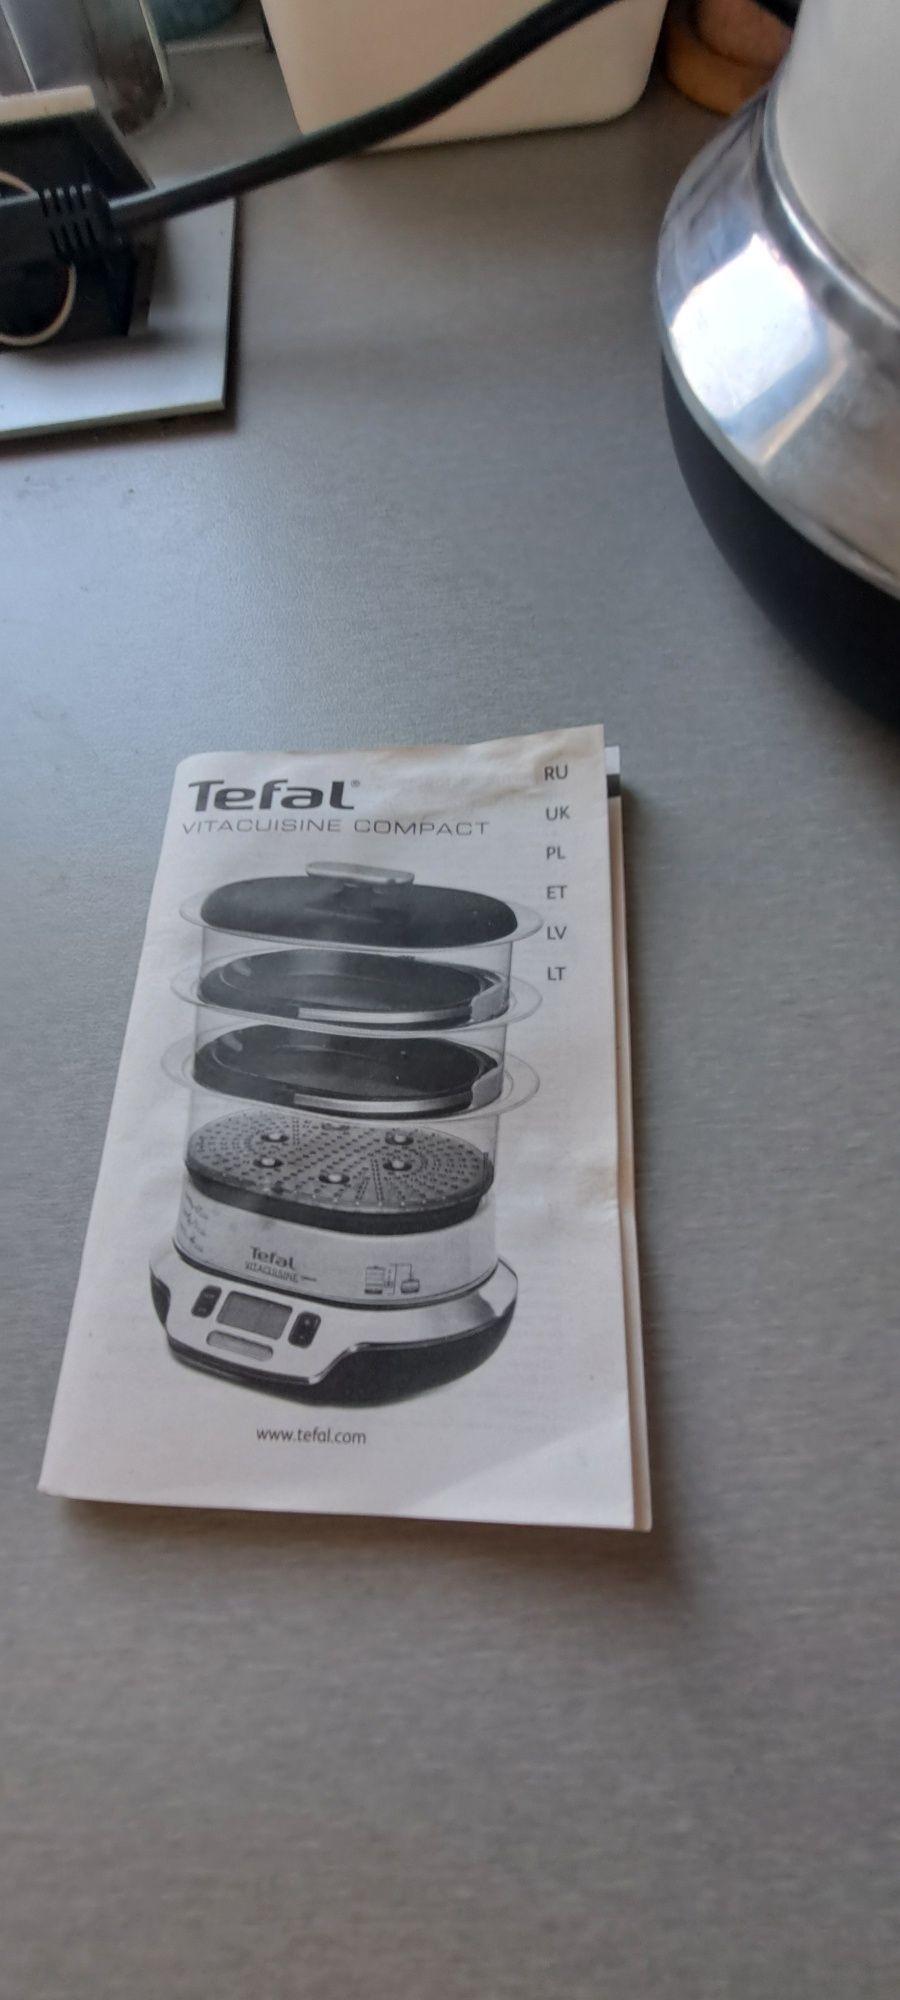 Tefal®
VITACUISINE COMPACT
RU
UK
PL
ET
LV
LT
Tefal
VITACUISINE
www.tefal.com